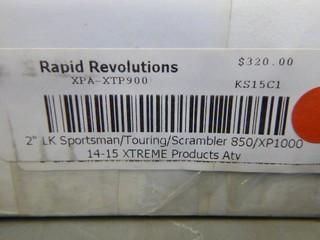 Rapid Revolutions $320.00
XPA-XTP900 KS15C1
2" LK Sportsman/Touring/Scrambler 850/XP1000
14-15 XTREME Products Atv